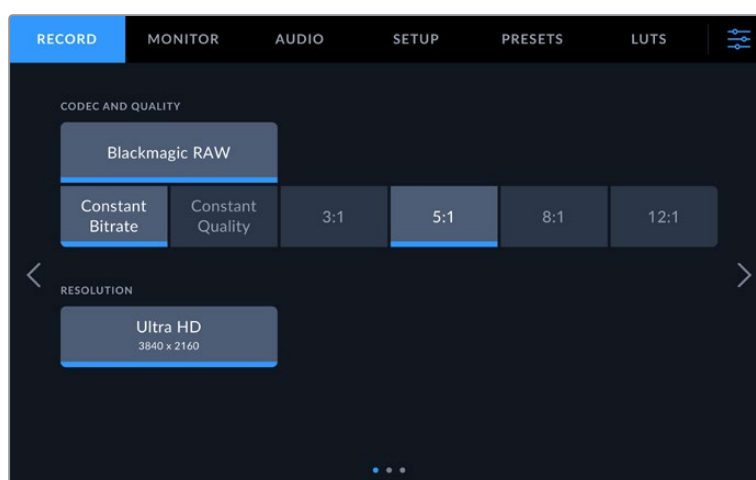 RECORD MONITOR AUDIO SETUP PRESETS LUTS
CODEC AND QUALITY
Blackmagic RAW
Constant Bitrate
Constant Quality
3:1
5:1
8:1
12:1
RESOLUTION
Ultra HD
3840 x 2160